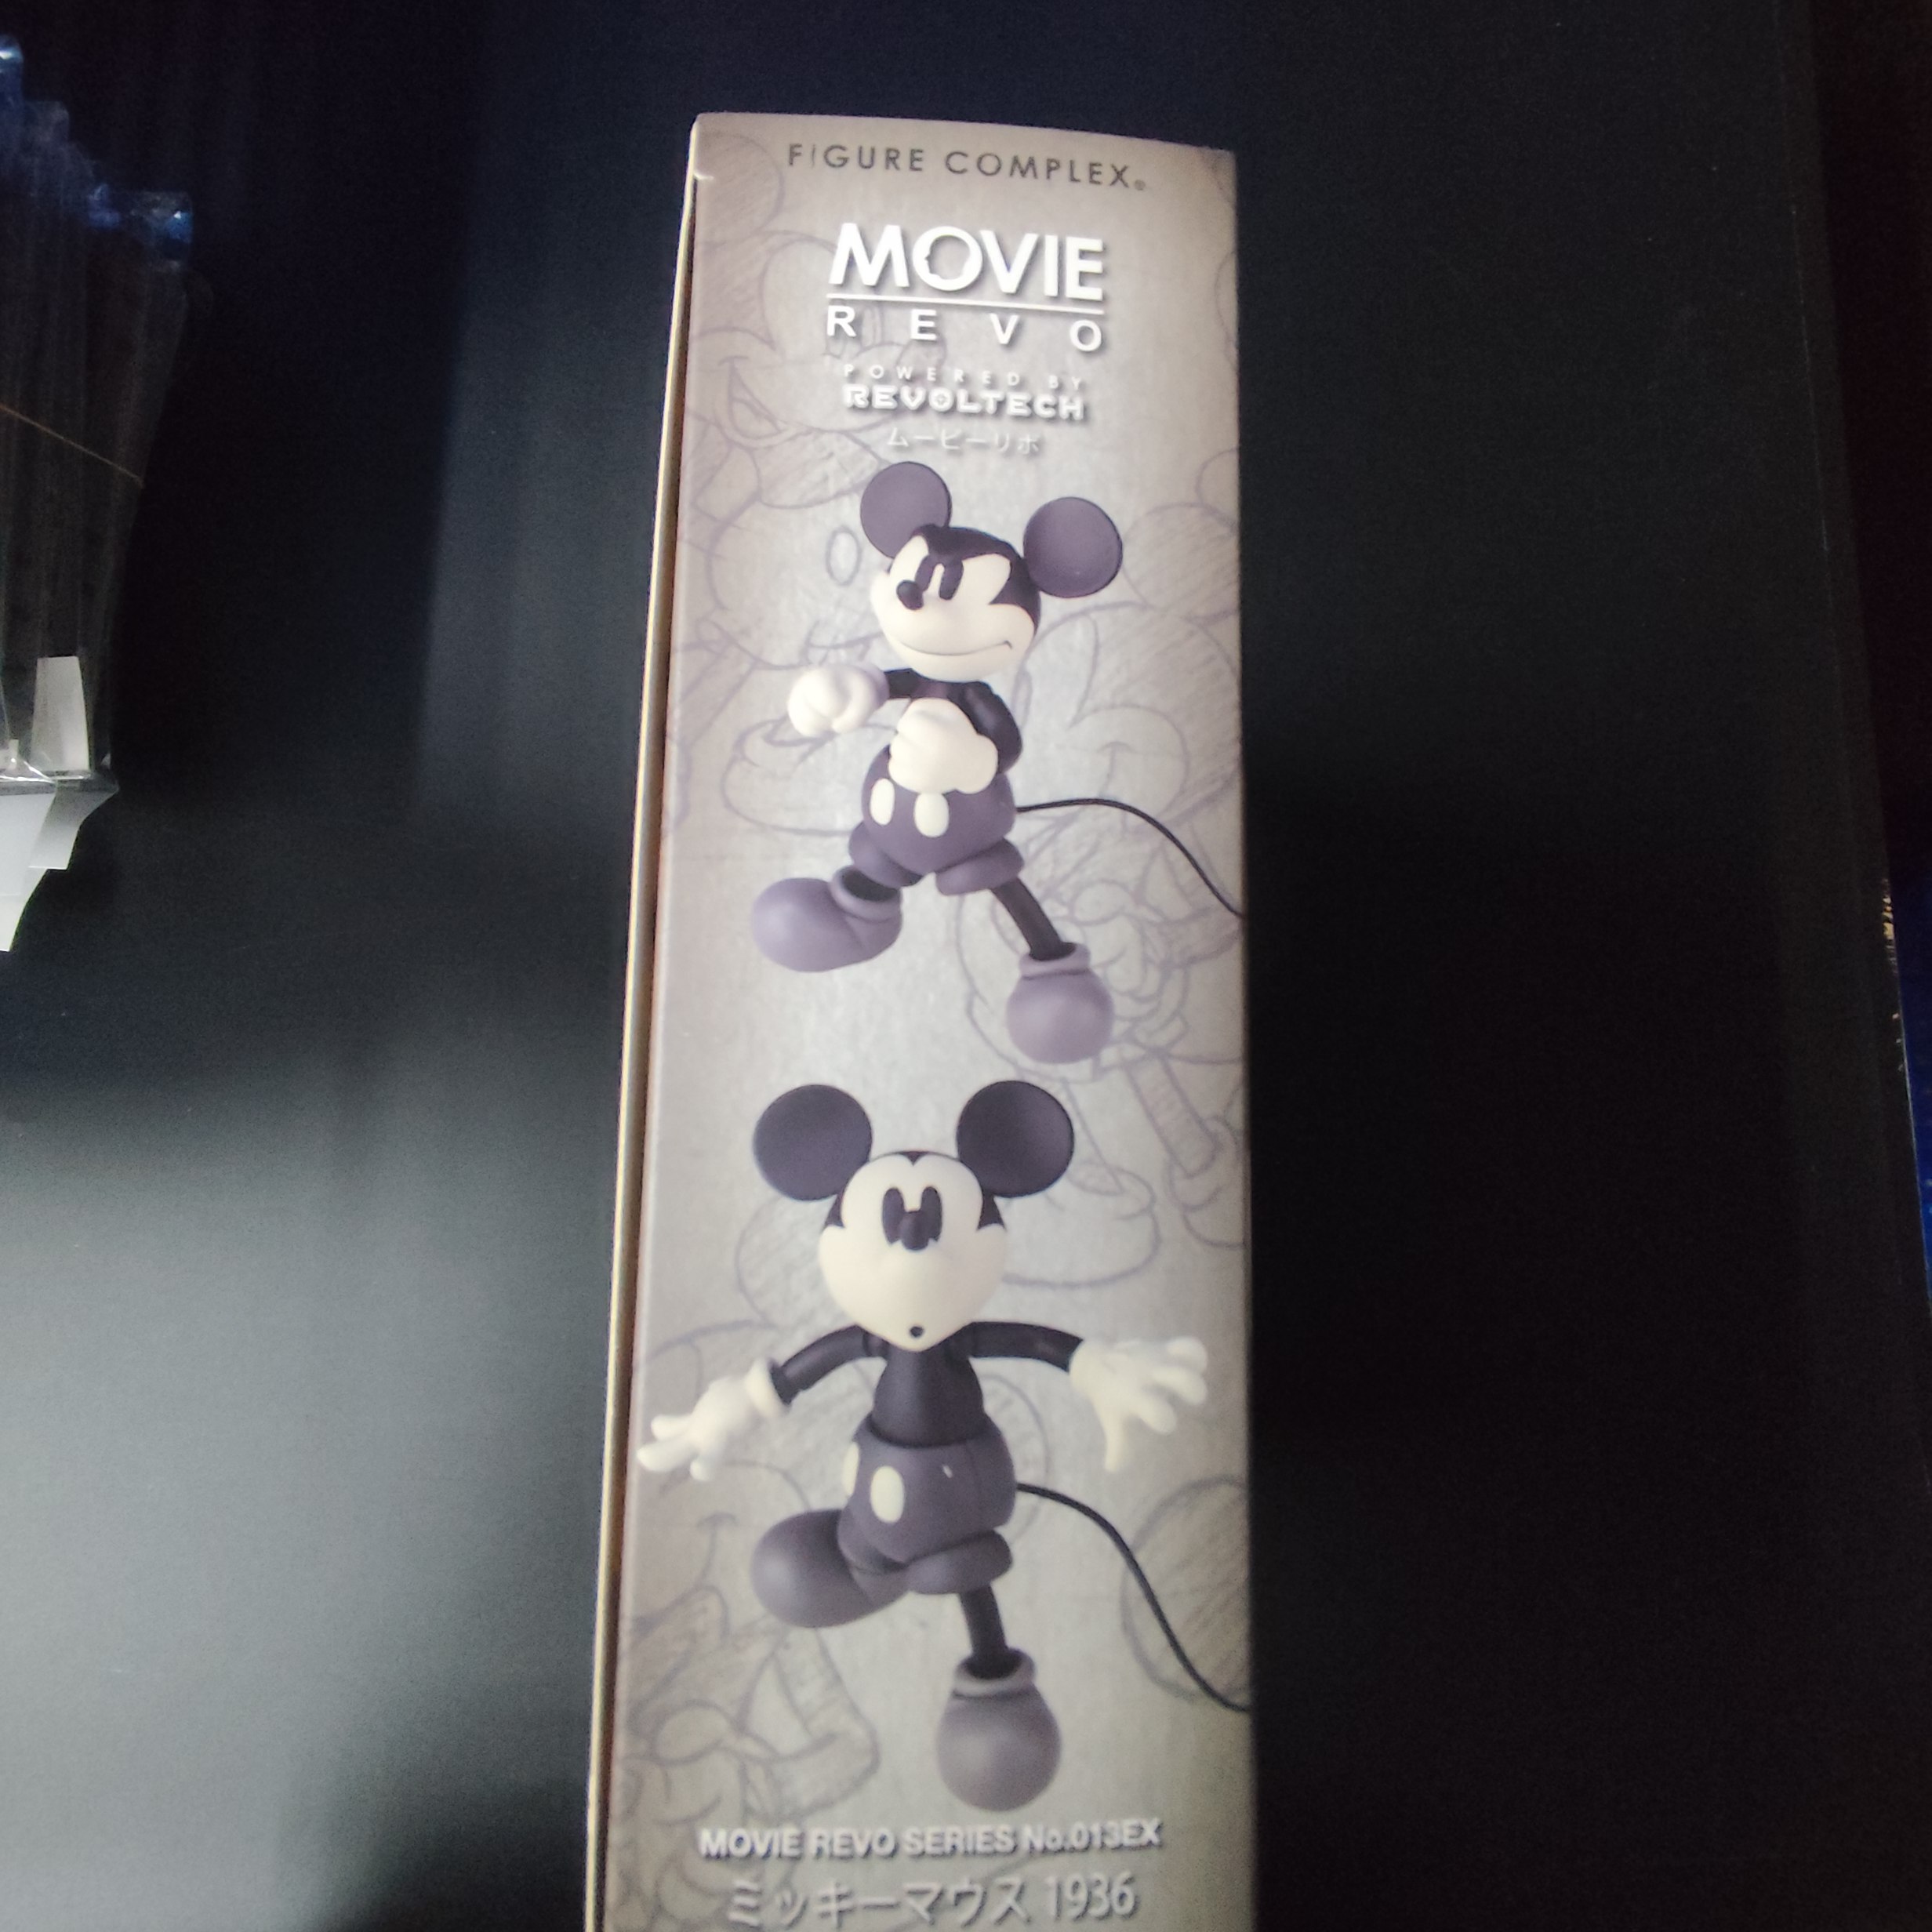 FIGURE COMPLEX®
MOVIE
REVO
POWERED BY
REVOLTECH
ムービーリボ
MOVIE REVO SERIES No.013EX
ミッキーマウス 1936